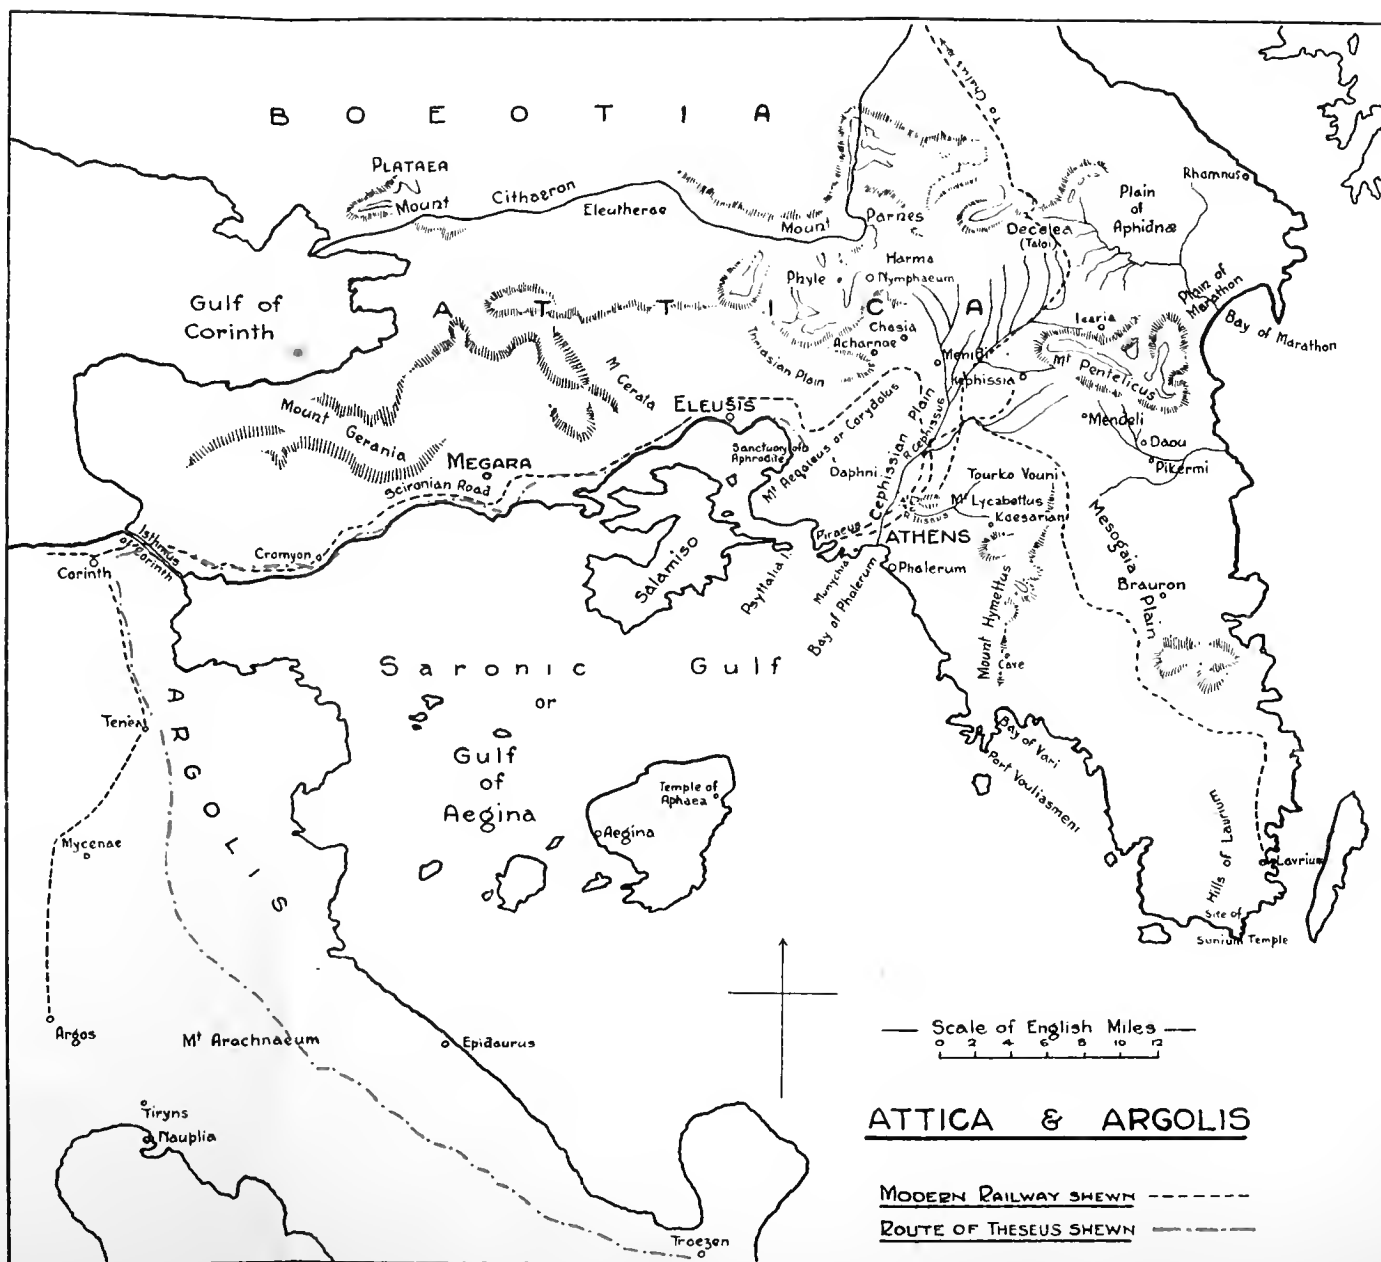 BOEOTIA
To Chalcis
PLATAEA
Mount Cithaeron
Eleutherae
Mount Parnes
Rhamnus
Plain
of
Aphidnæ
Decelea
(Tatoi)
Harma
Phyle
Nymphaeum
Plain of
Marathon
Bay of Marathon
Gulf of
Corinth
ATTICA
Chasia
Acharnae
Thriasian Plain
Menidi
Icaria
Mt Pentelicus
Kephissia
M Cerata
Mount Gerania
ELEUSIS
Mt Aegaleus or Corydalus
Cephissian Plain
R. Cephissus
Mendeli
Daou
Pikermi
Sanctuary of
Aphrodite
Daphni
MEGARA
Scironian Road
Tourko Vouni
Mt Lycabettus
R. Ilissus
Kaesarian
Mesogaia Plain
Isthmus
of Corinth
Cromyon
Corinth
Salamis
Psyttalia I.
Piraeus
Munychia
ATHENS
Phalerum
Bay of Phalerum
Mount Hymettus
Cave
Brauron
Saronic Gulf
or
Gulf
of
Aegina
ARGOLIS
Tenea
Bay of Vari
Port Vouliasmeni
Temple of
Aphaea
Aegina
Mycenae
Hills of Laurium
Lavrium
Site of
Sunium Temple
Argos
Mt Arachnaeum
Epidaurus
Scale of English Miles
0 2 4 6 8 10 12
Tiryns
Nauplia
ATTICA & ARGOLIS
MODERN RAILWAY SHEWN
ROUTE OF THESEUS SHEWN
Troezen